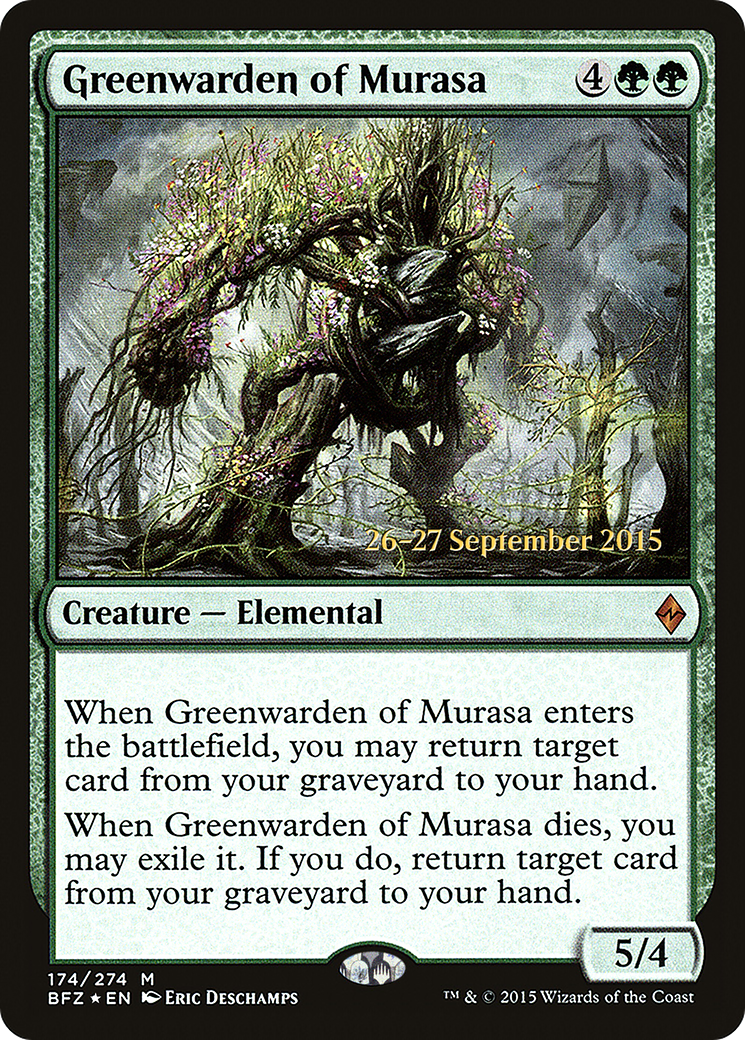 Greenwarden of Murasa 4
26–27 September 2015
Creature — Elemental
When Greenwarden of Murasa enters
the battlefield, you may return target
card from your graveyard to your hand.
When Greenwarden of Murasa dies, you
may exile it. If you do, return target card
from your graveyard to your hand.
5/4
174/274 M
BFZ ★ EN Eric Deschamps
™ & © 2015 Wizards of the Coast